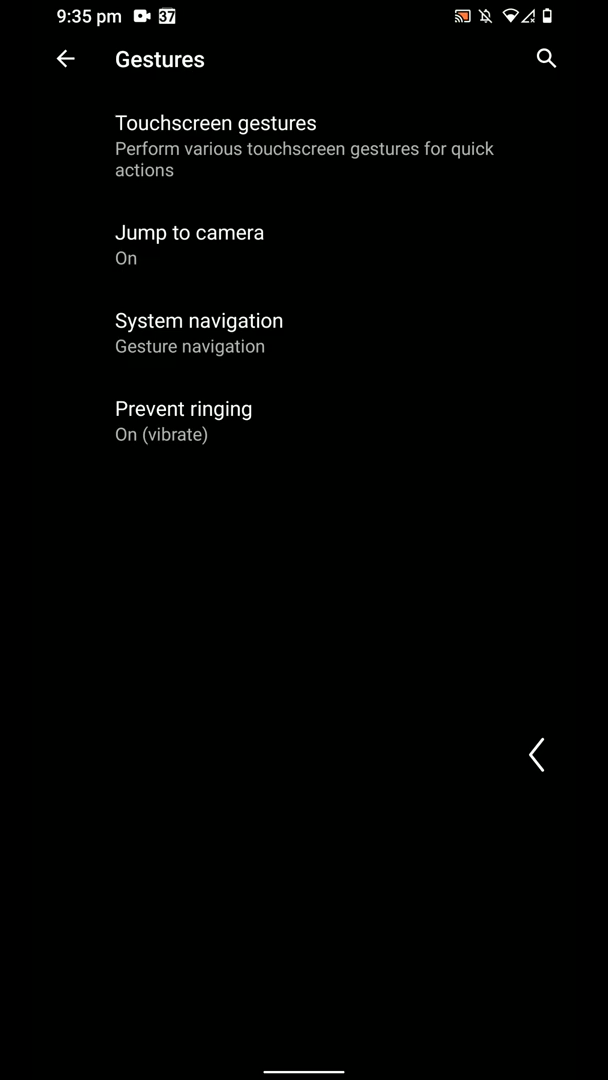 9:35 pm 37
Gestures
Touchscreen gestures
Perform various touchscreen gestures for quick
actions
Jump to camera
On
System navigation
Gesture navigation
Prevent ringing
On (vibrate)